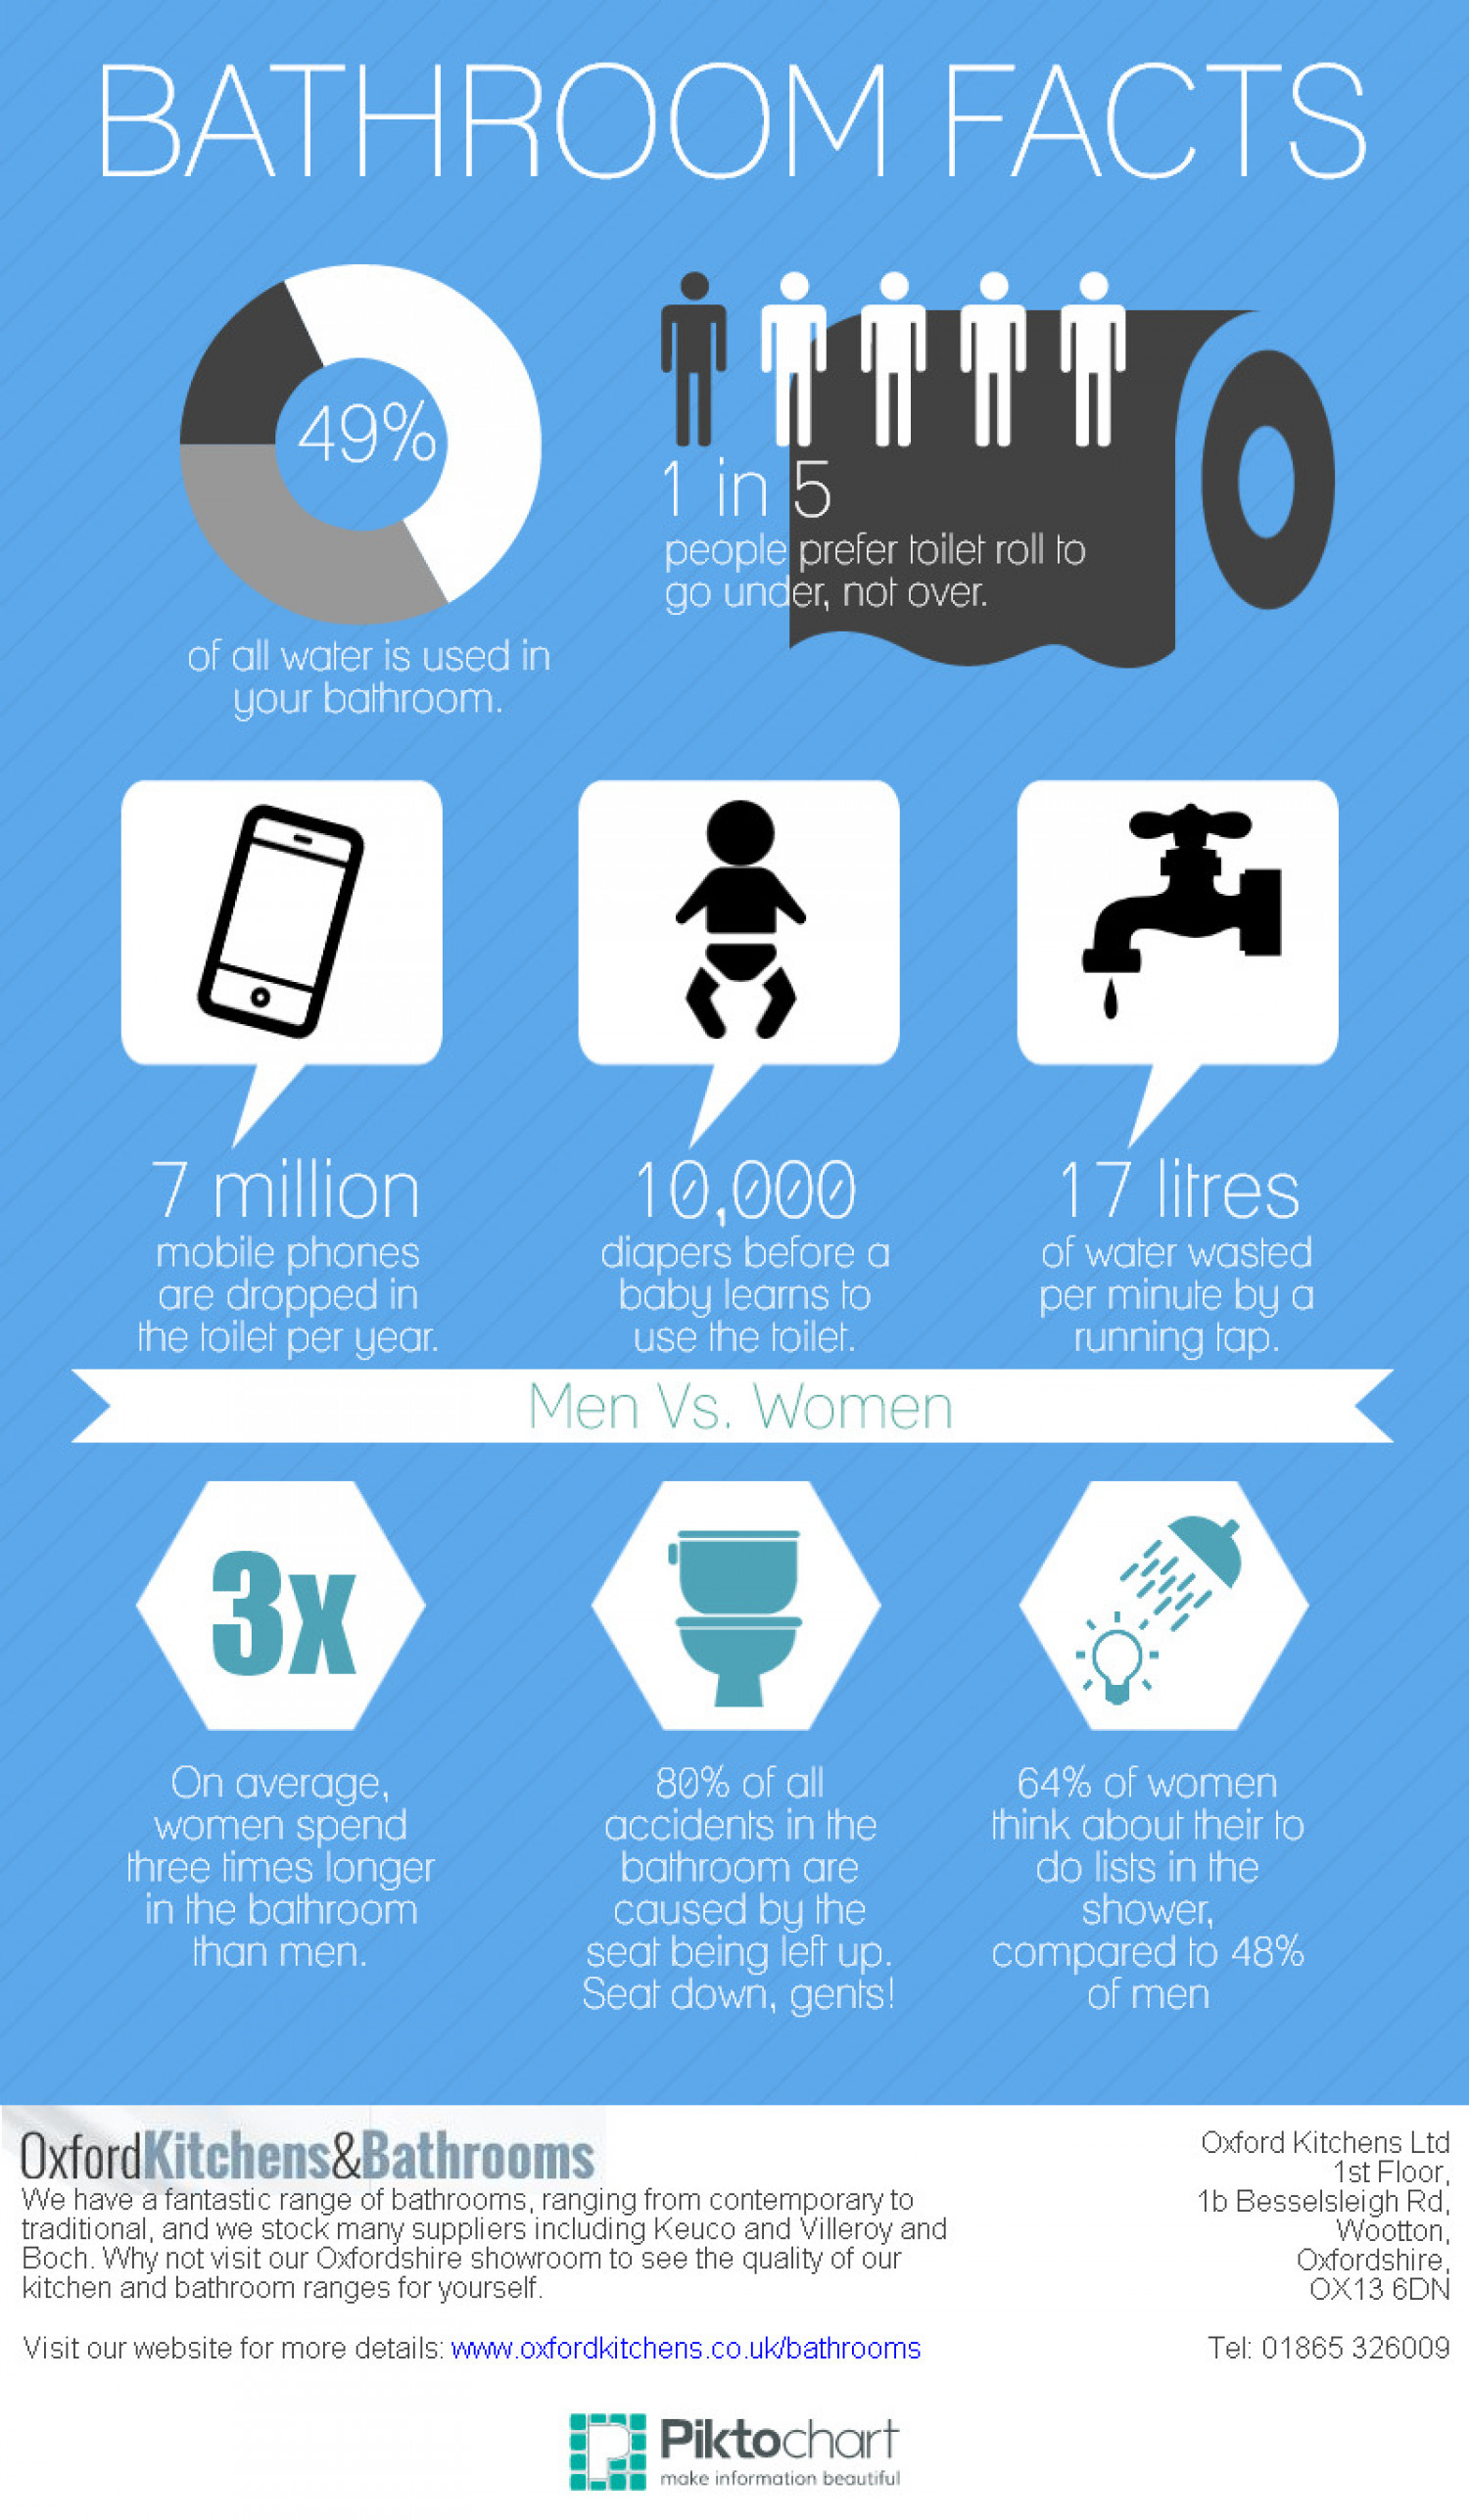 BATHROOM FACTS
49%
of all water is used in
your bathroom.
1 in 5
people prefer toilet roll to
go under, not over.
7 million
mobile phones
are dropped in
the toilet per year.
10,000
diapers before a
baby learns to
use the toilet.
17 litres
of water wasted
per minute by a
running tap.
Men Vs. Women
3x
On average,
women spend
three times longer
in the bathroom
than men.
80% of all
accidents in the
bathroom are
caused by the
seat being left up.
Seat down, gents!
64% of women
think about their to
do lists in the
shower,
compared to 48%
of men
OxfordKitchens&Bathrooms
We have a fantastic range of bathrooms, ranging from contemporary to
traditional, and we stock many suppliers including Keuco and Villeroy and
Boch. Why not visit our Oxfordshire showroom to see the quality of our
kitchen and bathroom ranges for yourself.
Visit our website for more details: www.oxfordkitchens.co.uk/bathrooms
Oxford Kitchens Ltd
1st Floor,
1b Besselsleigh Rd,
Wootton,
Oxfordshire,
OX13 6DN
Tel: 01865 326009
Piktochart
make information beautiful